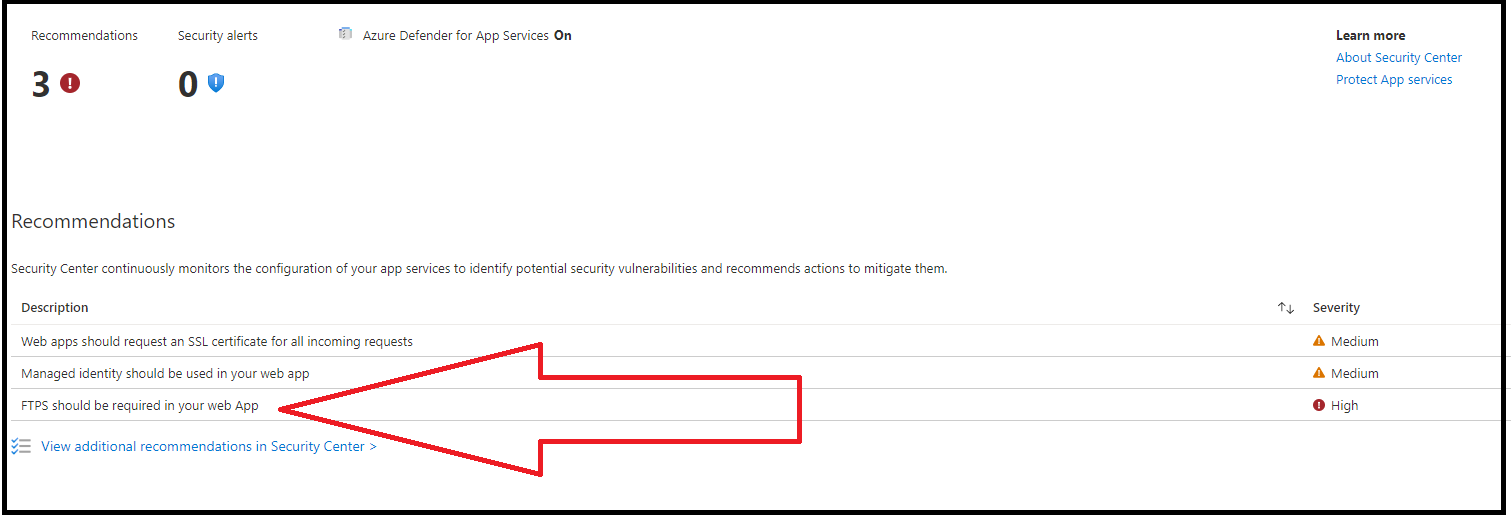 Recommendations
Security alerts
Azure Defender for App Services On
Learn more
3
0
About Security Center
Protect App services
Recommendations
Security Center continuously monitors the configuration of your app services to identify potential security vulnerabilities and recommends actions to mitigate them.
Description ↑↓ Severity
Web apps should request an SSL certificate for all incoming requests Medium
Managed identity should be used in your web app Medium
FTPS should be required in your web App High
View additional recommendations in Security Center >